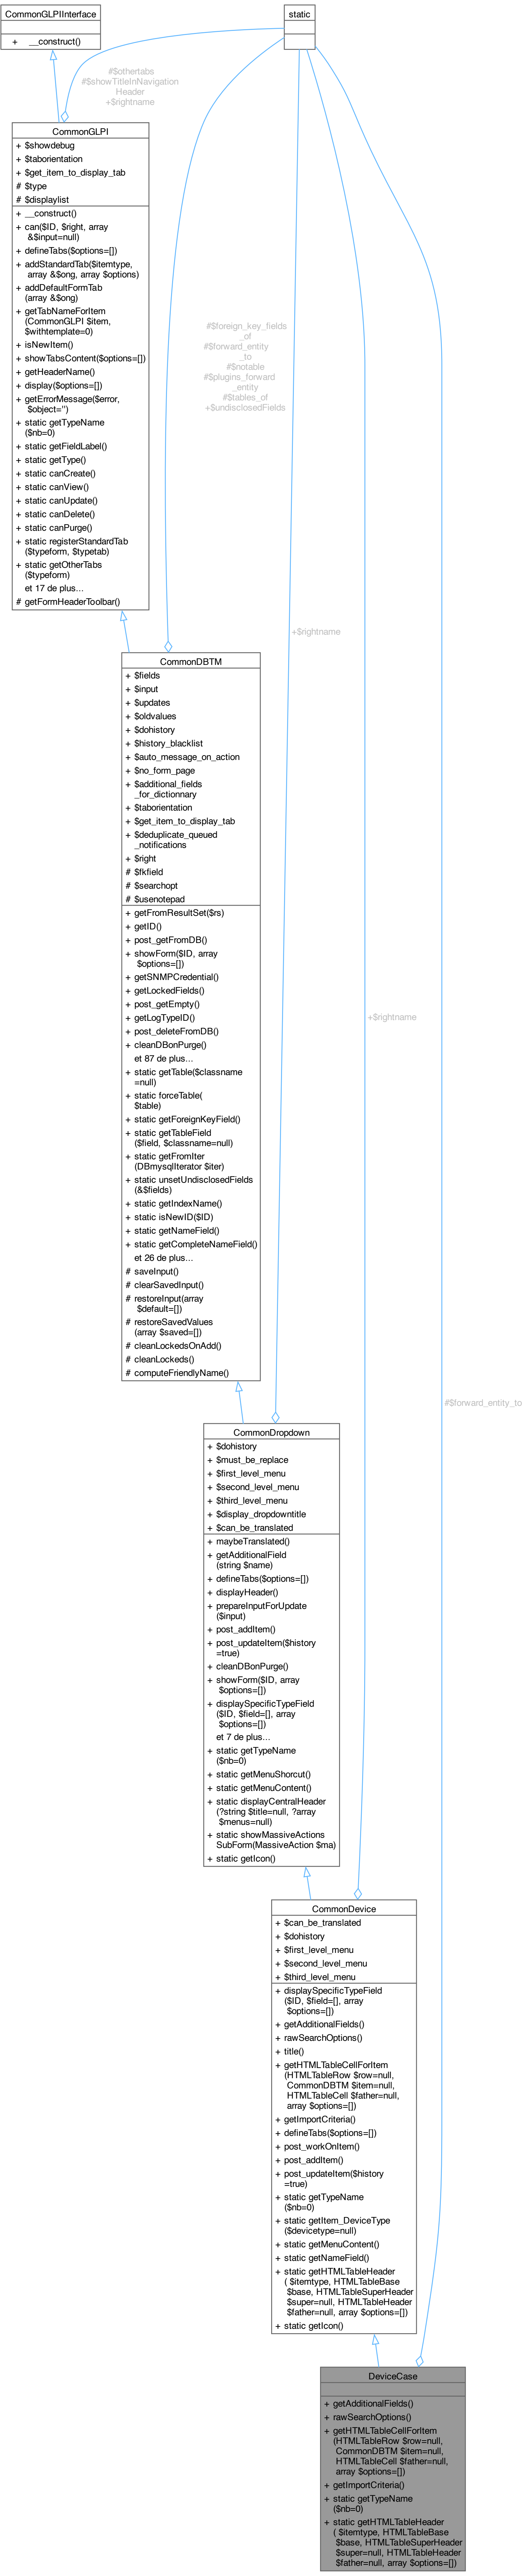 CommonGLPIInterface
+ __construct()
static
#$othertabs
#$showTitleInNavigation
Header
+$rightname
CommonGLPI
+ $showdebug
+ $taborientation
+ $get_item_to_display_tab
# $type
# $displaylist
+ __construct()
+ can($ID, $right, array
&$input=null)
+ defineTabs($options=[])
+ addStandardTab($itemtype,
array &$ong, array $options)
+ addDefaultFormTab
(array &$ong)
+ getTabNameForItem
(CommonGLPI $item,
$withtemplate=0)
+ isNewItem()
+ showTabsContent($options=[])
+ getHeaderName()
+ display($options=[])
+ getErrorMessage($error,
$object='')
+ static getTypeName
($nb=0)
+ static getFieldLabel()
+ static getType()
+ static canCreate()
+ static canView()
+ static canUpdate()
+ static canDelete()
+ static canPurge()
+ static registerStandardTab
($typeform, $typetab)
+ static getOtherTabs
($typeform)
et 17 de plus...
# getFormHeaderToolbar()
#$foreign_key_fields
_of
#$forward_entity
_to
#$notable
#$plugins_forward
_entity
#$tables_of
+$undisclosedFields
+$rightname
CommonDBTM
+ $fields
+ $input
+ $updates
+ $oldvalues
+ $dohistory
+ $history_blacklist
+ $auto_message_on_action
+ $no_form_page
+ $additional_fields
_for_dictionnary
+ $taborientation
+ $get_item_to_display_tab
+ $deduplicate_queued
_notifications
+ $right
# $fkfield
# $searchopt
# $usenotepad
+ getFromResultSet($rs)
+ getID()
+ post_getFromDB()
+ showForm($ID, array
$options=[])
+ getSNMPCredential()
+ getLockedFields()
+ post_getEmpty()
+ getLogTypeID()
+ post_deleteFromDB()
+ cleanDBonPurge()
et 87 de plus...
+ static getTable($classname
=null)
+ static forceTable(
$table)
+ static getForeignKeyField()
+ static getTableField
($field, $classname=null)
+ static getFromIter
(DBmysqlIterator $iter)
+ static unsetUndisclosedFields
(&$fields)
+ static getIndexName()
+ static isNewID($ID)
+ static getNameField()
+ static getCompleteNameField()
et 26 de plus...
# saveInput()
# clearSavedInput()
# restoreInput(array
$default=[])
# restoreSavedValues
(array $saved=[])
# cleanLockedsOnAdd()
# cleanLockeds()
# computeFriendlyName()
+$rightname
#$forward_entity_to
CommonDropdown
+ $dohistory
+ $must_be_replace
+ $first_level_menu
+ $second_level_menu
+ $third_level_menu
+ $display_dropdowntitle
+ $can_be_translated
+ maybeTranslated()
+ getAdditionalField
(string $name)
+ defineTabs($options=[])
+ displayHeader()
+ prepareInputForUpdate
($input)
+ post_addItem()
+ post_updateItem($history
=true)
+ cleanDBonPurge()
+ showForm($ID, array
$options=[])
+ displaySpecificTypeField
($ID, $field=[], array
$options=[])
et 7 de plus...
+ static getTypeName
($nb=0)
+ static getMenuShorcut()
+ static getMenuContent()
+ static displayCentralHeader
(?string $title=null, ?array
$menus=null)
+ static showMassiveActions
SubForm(MassiveAction $ma)
+ static getIcon()
CommonDevice
+ $can_be_translated
+ $dohistory
+ $first_level_menu
+ $second_level_menu
+ $third_level_menu
+ displaySpecificTypeField
($ID, $field=[], array
$options=[])
+ getAdditionalFields()
+ rawSearchOptions()
+ title()
+ getHTMLTableCellForItem
(HTMLTableRow $row=null,
CommonDBTM $item=null,
HTMLTableCell $father=null,
array $options=[])
+ getImportCriteria()
+ defineTabs($options=[])
+ post_workOnItem()
+ post_addItem()
+ post_updateItem($history
=true)
+ static getTypeName
($nb=0)
+ static getItem_DeviceType
($devicetype=null)
+ static getMenuContent()
+ static getNameField()
+ static getHTMLTableHeader
( $itemtype, HTMLTableBase
$base, HTMLTableSuperHeader
$super=null, HTMLTableHeader
$father=null, array $options=[])
+ static getIcon()
DeviceCase
+ getAdditionalFields()
+ rawSearchOptions()
+ getHTMLTableCellForItem
(HTMLTableRow $row=null,
CommonDBTM $item=null,
HTMLTableCell $father=null,
array $options=[])
+ getImportCriteria()
+ static getTypeName
($nb=0)
+ static getHTMLTableHeader
( $itemtype, HTMLTableBase
$base, HTMLTableSuperHeader
$super=null, HTMLTableHeader
$father=null, array $options=[])